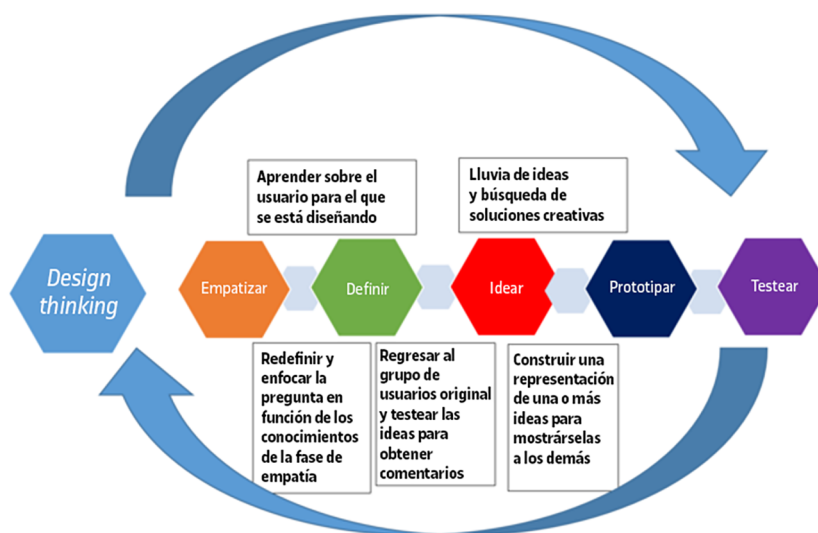 Aprender sobre el
usuario para el que
se está diseñando
Lluvia de ideas
y búsqueda de
soluciones creativas
Design
thinking
Empatizar
Definir
Idear
Prototipar
Testear
Redefinir y
enfocar la
pregunta en
función de los
conocimientos
de la fase de
empatía
Regresar al
grupo de
usuarios original
y testear las
ideas para
obtener
comentarios
Construir una
representación
de una o más
ideas para
mostrárselas
a los demás